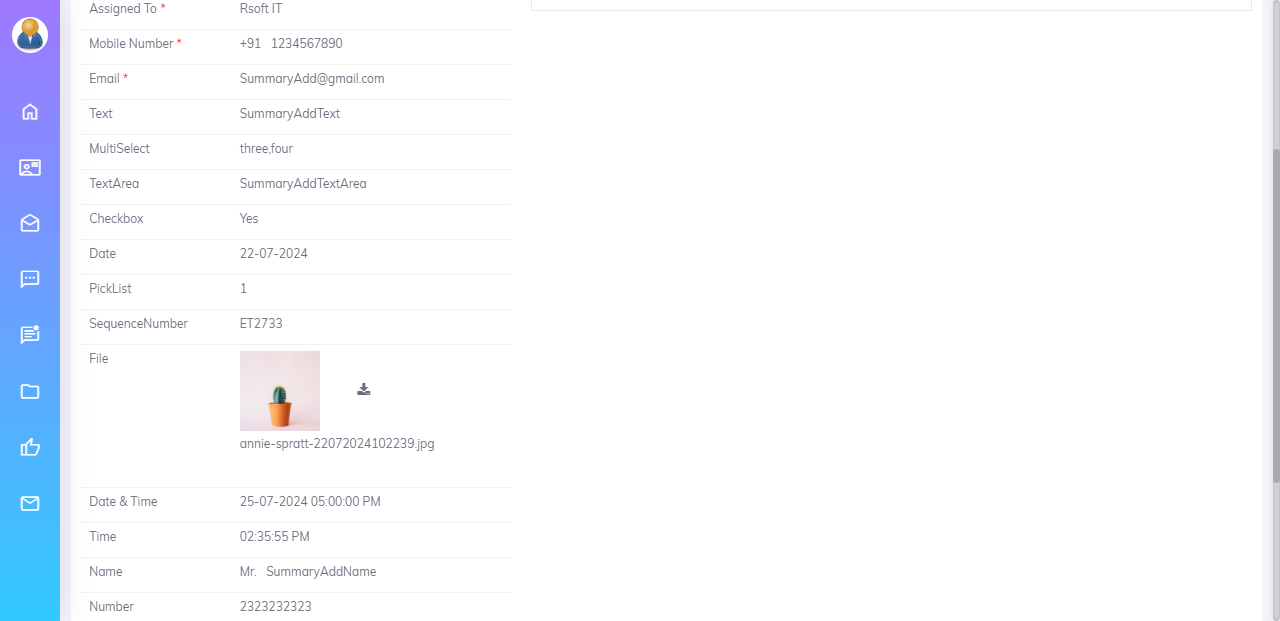 Assigned To * Rsoft IT
Mobile Number * +91 1234567890
Email * SummaryAdd@gmail.com
Text SummaryAddText
MultiSelect three,four
TextArea SummaryAddTextArea
Checkbox Yes
Date 22-07-2024
PickList 1
SequenceNumber ET2733
File
annie-spratt-22072024102239.jpg
Date & Time 25-07-2024 05:00:00 PM
Time 02:35:55 PM
Name Mr. SummaryAddName
Number 2323232323